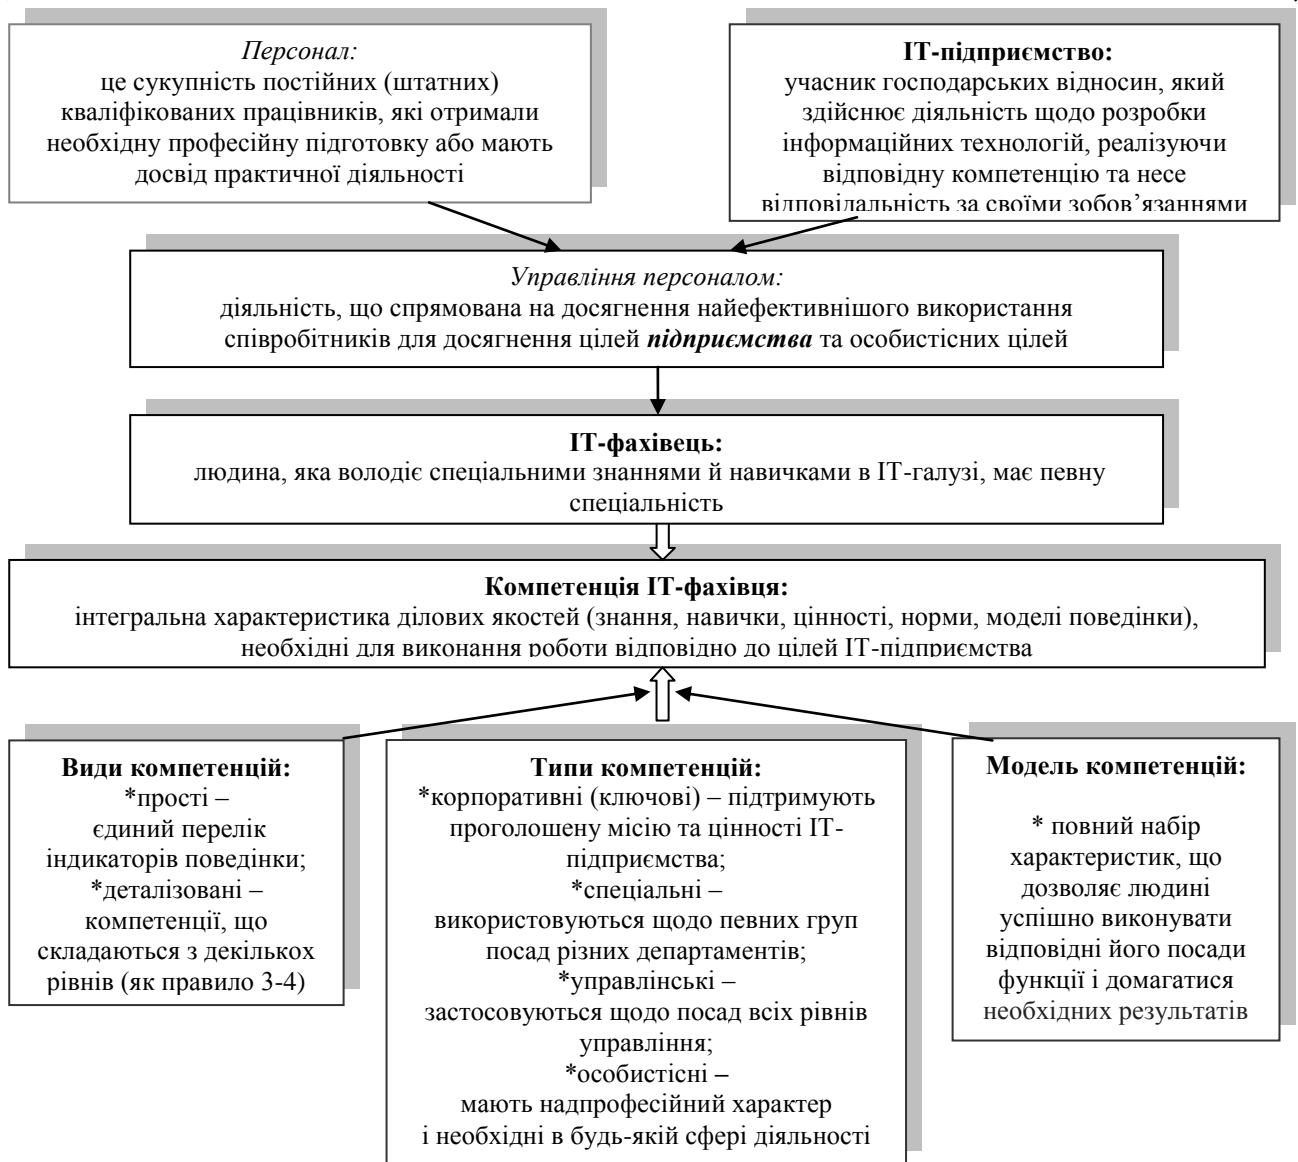 Персонал:
це сукупність постійних (штатних)
кваліфікованих працівників, які отримали
необхідну професійну підготовку або мають
досвід практичної діяльності
ІТ-підприємство:
учасник господарських відносин, який
здійснює діяльність щодо розробки
інформаційних технологій, реалізуючи
відповідну компетенцію та несе
відповідальність за своїми зобов’язаннями
Управління персоналом:
діяльність, що спрямована на досягнення найефективнішого використання
співробітників для досягнення цілей підприємства та особистісних цілей
ІТ-фахівець:
людина, яка володіє спеціальними знаннями й навичками в ІТ-галузі, має певну
спеціальність
Компетенція ІТ-фахівця:
інтегральна характеристика ділових якостей (знання, навички, цінності, норми, моделі поведінки),
необхідні для виконання роботи відповідно до цілей ІТ-підприємства
Види компетенцій:
*прості –
єдиний перелік
індикаторів поведінки;
*деталізовані –
компетенції, що
складаються з декількох
рівнів (як правило 3-4)
Типи компетенцій:
*корпоративні (ключові) – підтримують
проголошену місію та цінності ІТ-
підприємства;
*спеціальні –
використовуються щодо певних груп
посад різних департаментів;
*управлінські –
застосовуються щодо посад всіх рівнів
управління;
*особистісні –
мають надпрофесійний характер
і необхідні в будь-якій сфері діяльності
Модель компетенцій:
* повний набір
характеристик, що
дозволяє людині
успішно виконувати
відповідні його посади
функції і домагатися
необхідних результатів